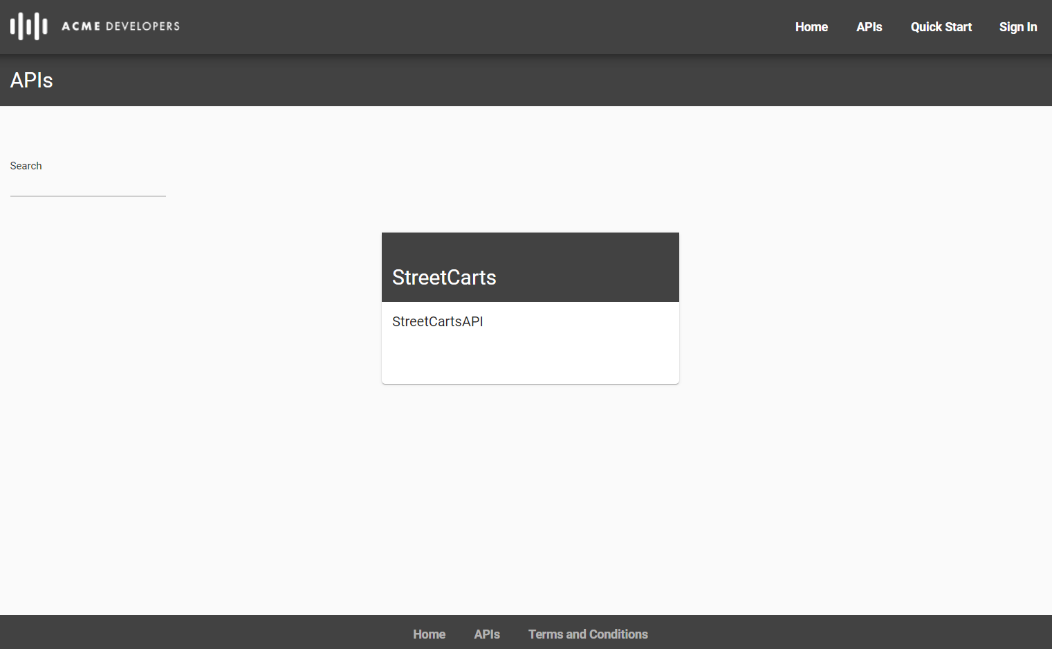 ACME DEVELOPERS
Home APIs Quick Start Sign In
APIs
Search
StreetCarts
StreetCartsAPI
Home APIs Terms and Conditions